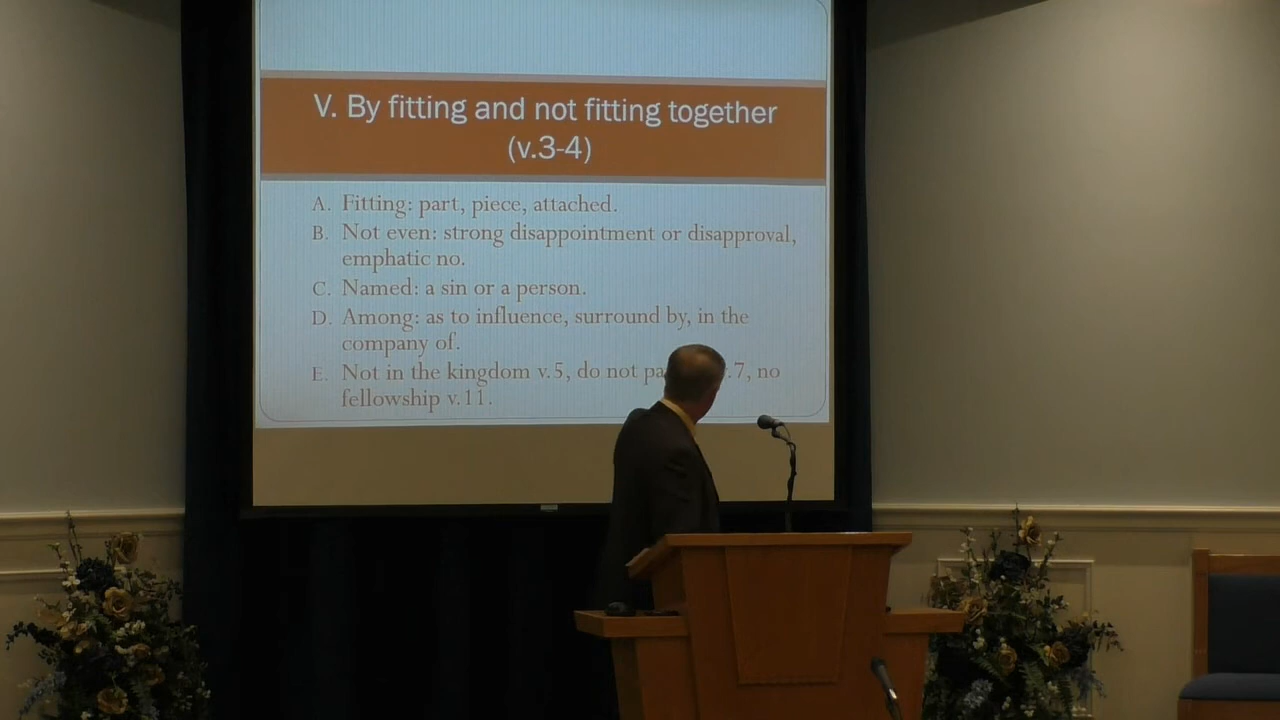 V. By fitting and not fitting together
(v.3-4)
A. Fitting: part, piece, attached.
B. Not even: strong disappointment or disapproval,
emphatic no.
C. Named: a sin or a person.
D. Among: as to influence, surround by, in the
company of.
E. Not in the kingdom v.5, do not pa .7, no
fellowship v.11.